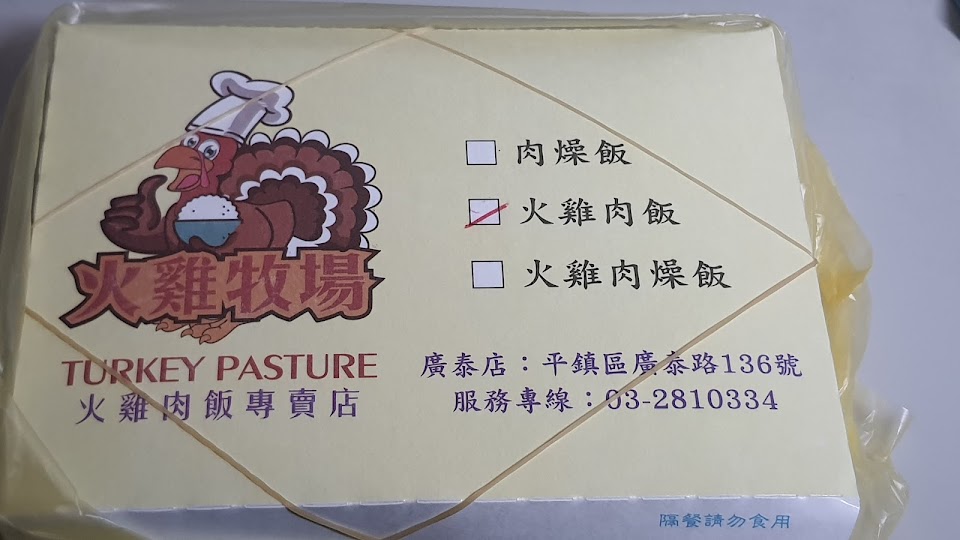 火雞牧場
TURKEY PASTURE
火雞肉飯專賣店
肉燥飯
火雞肉飯
火雞肉燥飯
廣泰店：平鎮區廣泰路136號
服務專線：03-2810334
隔餐請勿食用